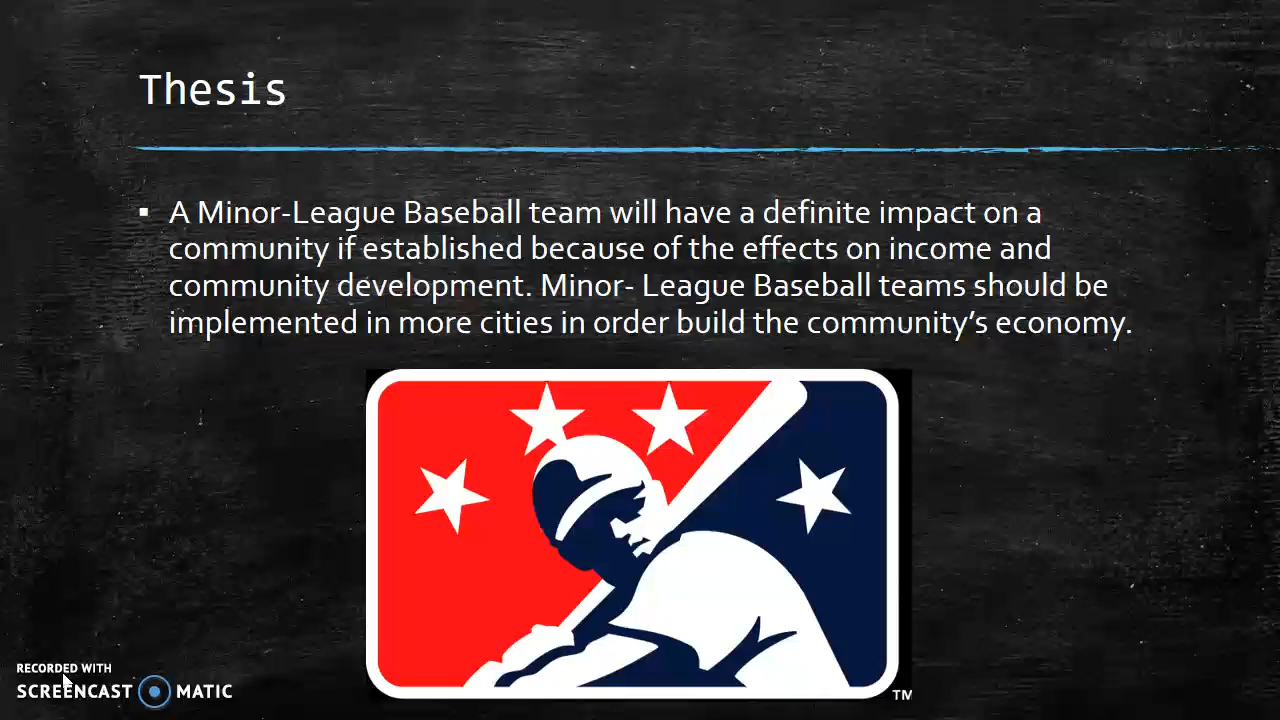 Thesis
▪ A Minor-League Baseball team will have a definite impact on a
community if established because of the effects on income and
community development. Minor- League Baseball teams should be
implemented in more cities in order build the community’s economy.
TM
RECORDED WITH
SCREENCAST MATIC